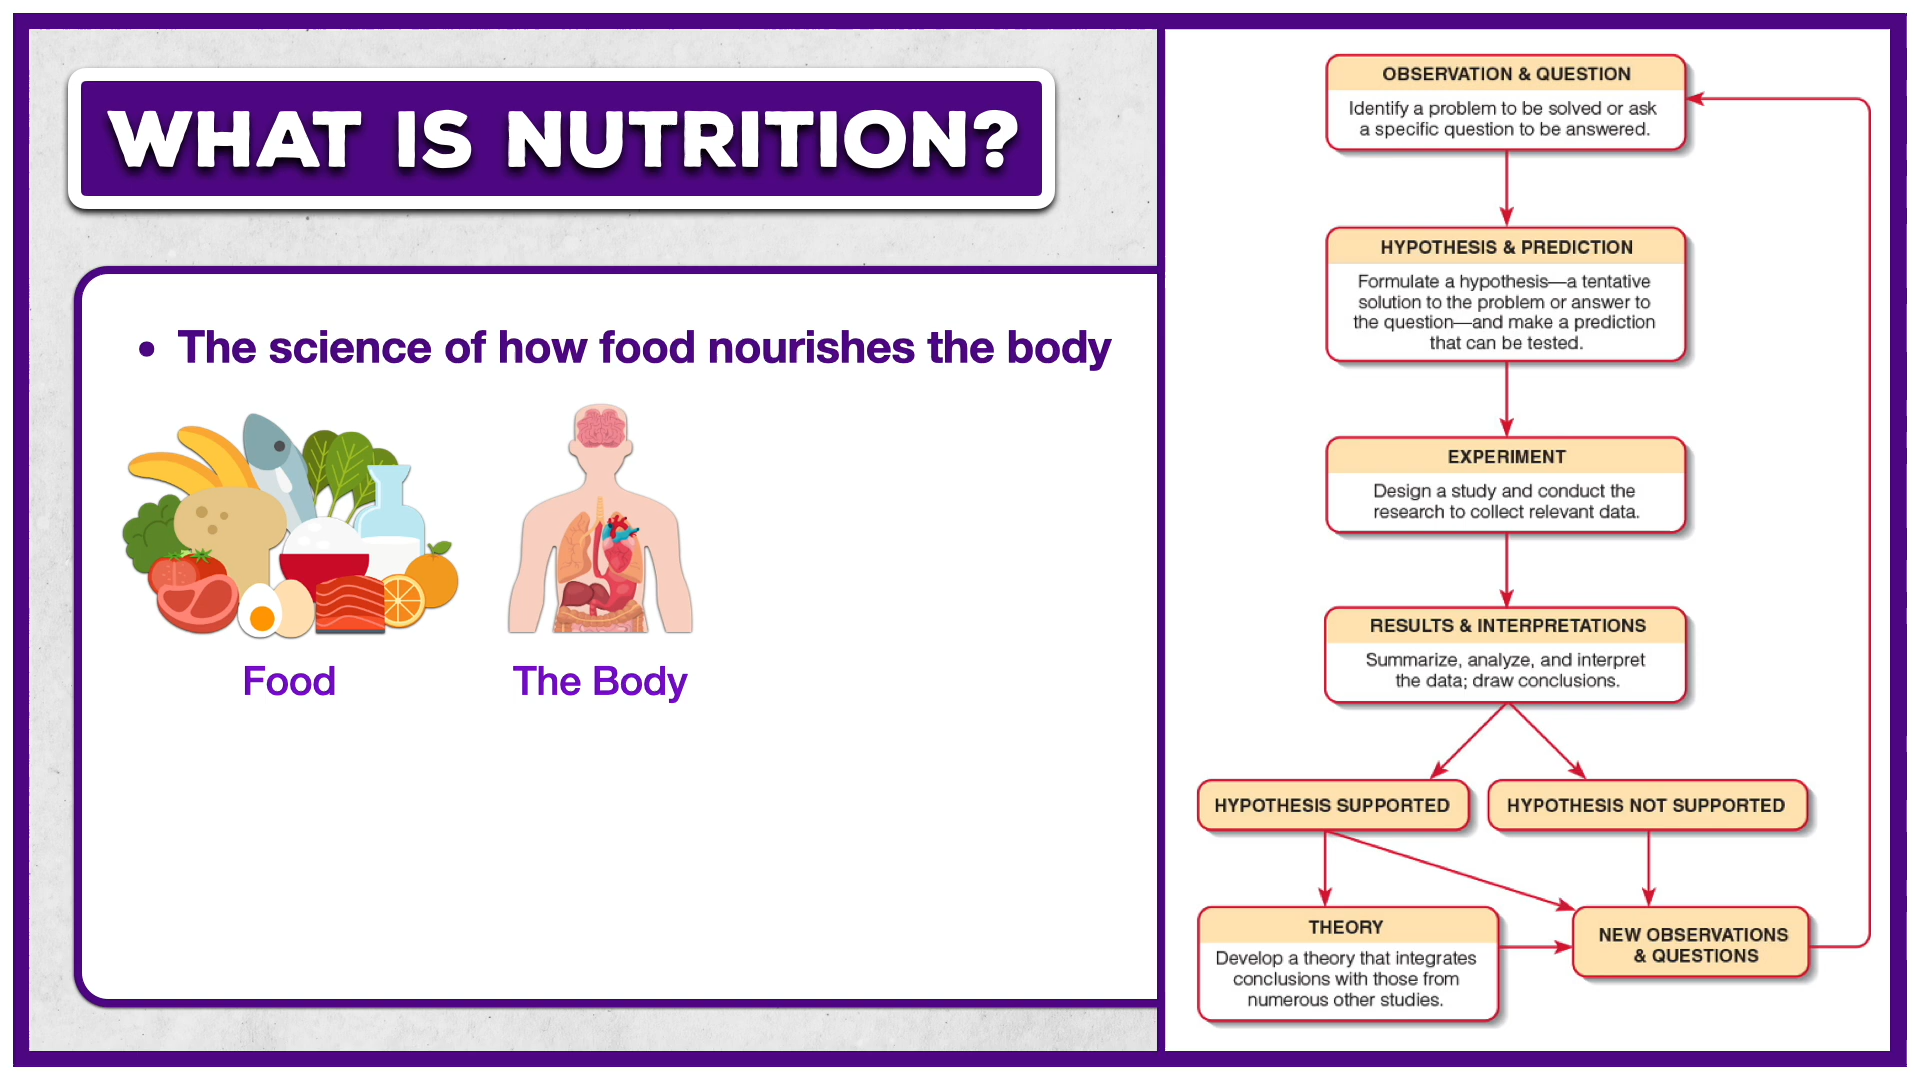 WHAT IS NUTRITION?
• The science of how food nourishes the body
Food
The Body
OBSERVATION & QUESTION
Identify a problem to be solved or ask
a specific question to be answered.
HYPOTHESIS & PREDICTION
Formulate a hypothesis—a tentative
solution to the problem or answer to
the question—and make a prediction
that can be tested.
EXPERIMENT
Design a study and conduct the
research to collect relevant data.
RESULTS & INTERPRETATIONS
Summarize, analyze, and interpret
the data; draw conclusions.
HYPOTHESIS SUPPORTED
HYPOTHESIS NOT SUPPORTED
THEORY
Develop a theory that integrates
conclusions with those from
numerous other studies.
NEW OBSERVATIONS
& QUESTIONS